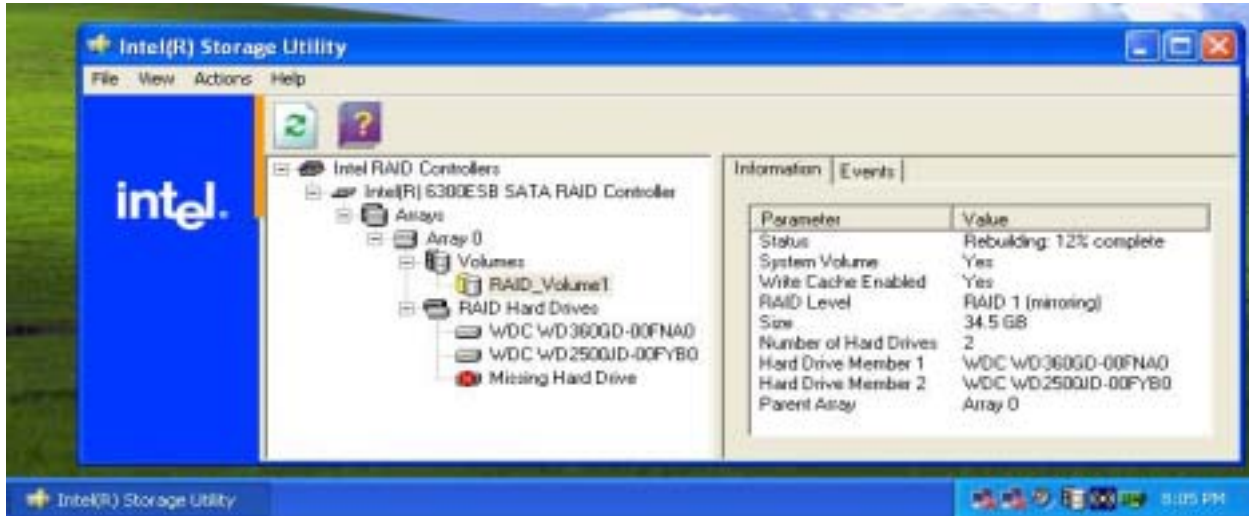 Intel(R) Storage Utility
File View Actions Help
intel.
Intel RAID Controllers
Intel(R) 6300ESB SATA RAID Controller
Arrays
Array 0
Volumes
RAID_Volume1
RAID Hard Drives
WDC WD360GD-00FNA0
WDC WD2500JD-00FYB0
Missing Hard Drive
Information Events
Parameter Value
Status Rebuilding: 12% complete
System Volume Yes
Write Cache Enabled Yes
RAID Level RAID 1 (mirroring)
Size 34.5 GB
Number of Hard Drives 2
Hard Drive Member 1 WDC WD360GD-00FNA0
Hard Drive Member 2 WDC WD2500JD-00FYB0
Parent Array Array 0
Intel(R) Storage Utility
8:05 PM